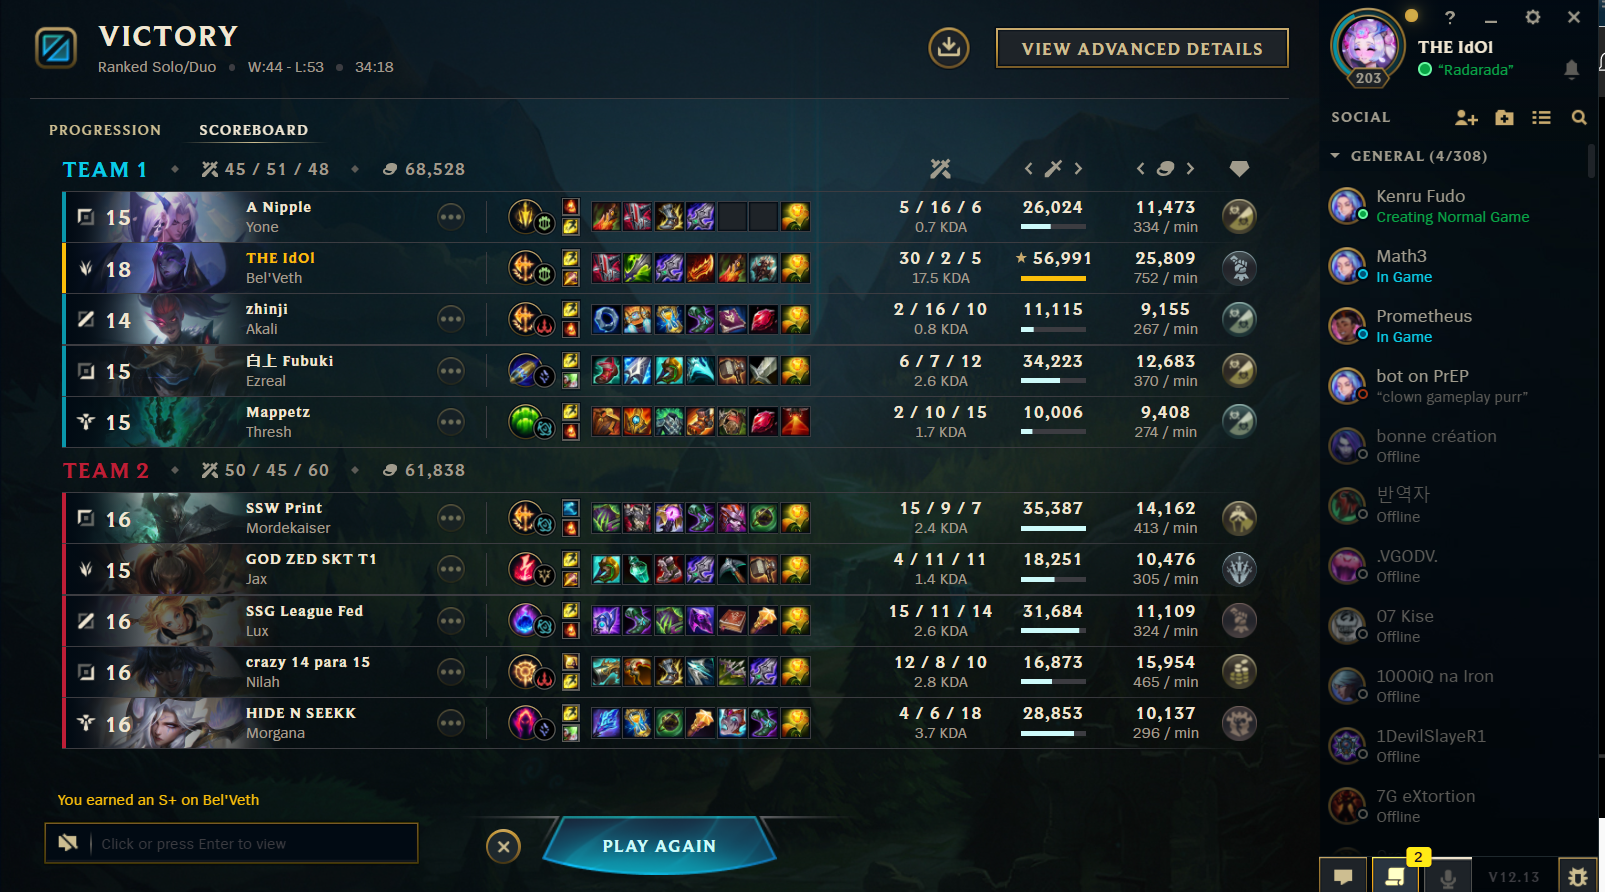 VICTORY
Ranked Solo/Duo • W:44 - L:53 • 34:18
VIEW ADVANCED DETAILS
PROGRESSION SCOREBOARD
TEAM 1 45 / 51 / 48 68,528
15 A Nipple 5 / 16 / 6 26,024 11,473
Yone 0.7 KDA 334 / min
18 THE IdOl 30 / 2 / 5 56,991 25,809
Bel'Veth 17.5 KDA 752 / min
14 zhinji 2 / 16 / 10 11,115 9,155
Akali 0.8 KDA 267 / min
15 白上 Fubuki 6 / 7 / 12 34,223 12,683
Ezreal 2.6 KDA 370 / min
15 Mappetz 2 / 10 / 15 10,006 9,408
Thresh 1.7 KDA 274 / min
TEAM 2 50 / 45 / 60 61,838
16 SSW Print 15 / 9 / 7 35,387 14,162
Mordekaiser 2.4 KDA 413 / min
15 GOD ZED SKT T1 4 / 11 / 11 18,251 10,476
Jax 1.4 KDA 305 / min
16 SSG League Fed 15 / 11 / 14 31,684 11,109
Lux 2.6 KDA 324 / min
16 crazy 14 para 15 12 / 8 / 10 16,873 15,954
Nilah 2.8 KDA 465 / min
16 HIDE N SEEKK 4 / 6 / 18 28,853 10,137
Morgana 3.7 KDA 296 / min
You earned an S+ on Bel'Veth
Click or press Enter to view
PLAY AGAIN
?
THE IdOl
203 "Radarada"
SOCIAL
GENERAL (4/308)
Kenru Fudo
Creating Normal Game
Math3
In Game
Prometheus
In Game
bot on PrEP
"clown gameplay purr"
bonne création
Offline
반역자
Offline
.VGODV.
Offline
07 Kise
Offline
1000iQ na Iron
Offline
1DevilSlayeR1
Offline
7G eXtortion
Offline
2
V12.13